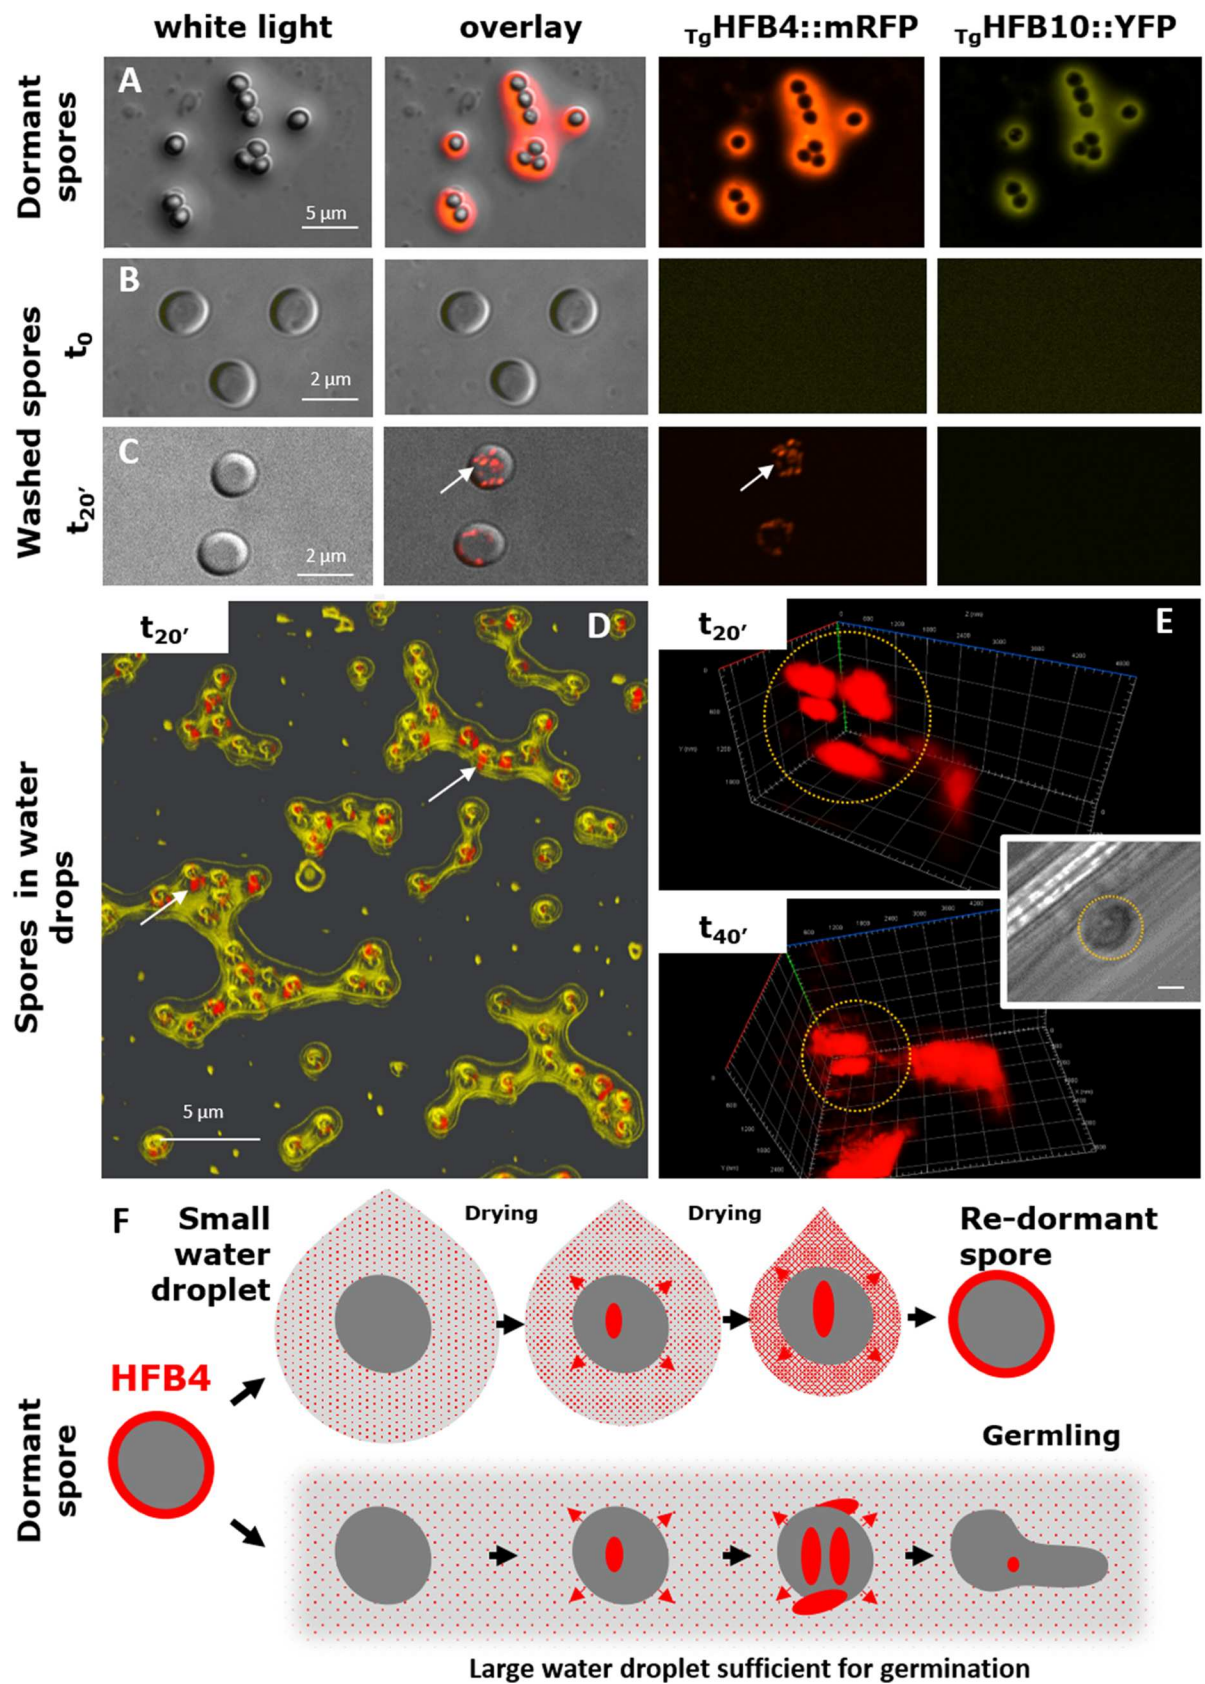 white light
overlay
TgHFB4::mRFP
TgHFB10::YFP
Dormant
spores
A
5 µm
Washed spores
t0
B
2 µm
t20’
C
2 µm
Spores in water
drops
t20’
D
5 µm
t20’
E
t40’
F
Small
water
droplet
Drying
Drying
Re-dormant
spore
HFB4
Dormant
spore
Germling
Large water droplet sufficient for germination